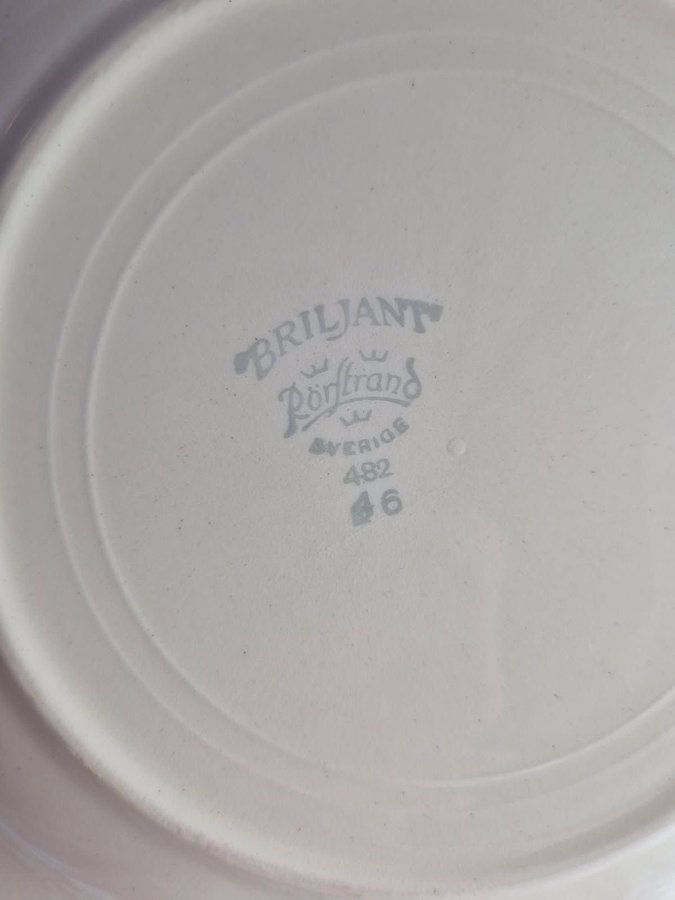 BRILJANT
Rörstrand
SVERIGE
482
46